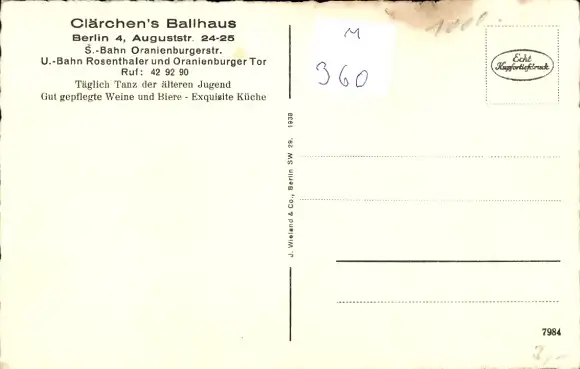 Clärchen's Ballhaus
Berlin 4, Auguststr. 24-25
S.-Bahn Oranienburgerstr.
U.-Bahn Rosenthaler und Oranienburger Tor
Ruf: 42 92 90
Täglich Tanz der älteren Jugend
Gut gepflegte Weine und Biere - Exquisite Küche
M
360
Echt
Kupfertiefdruck
J. Wieland & Co., Berlin SW 29, 1938
7984